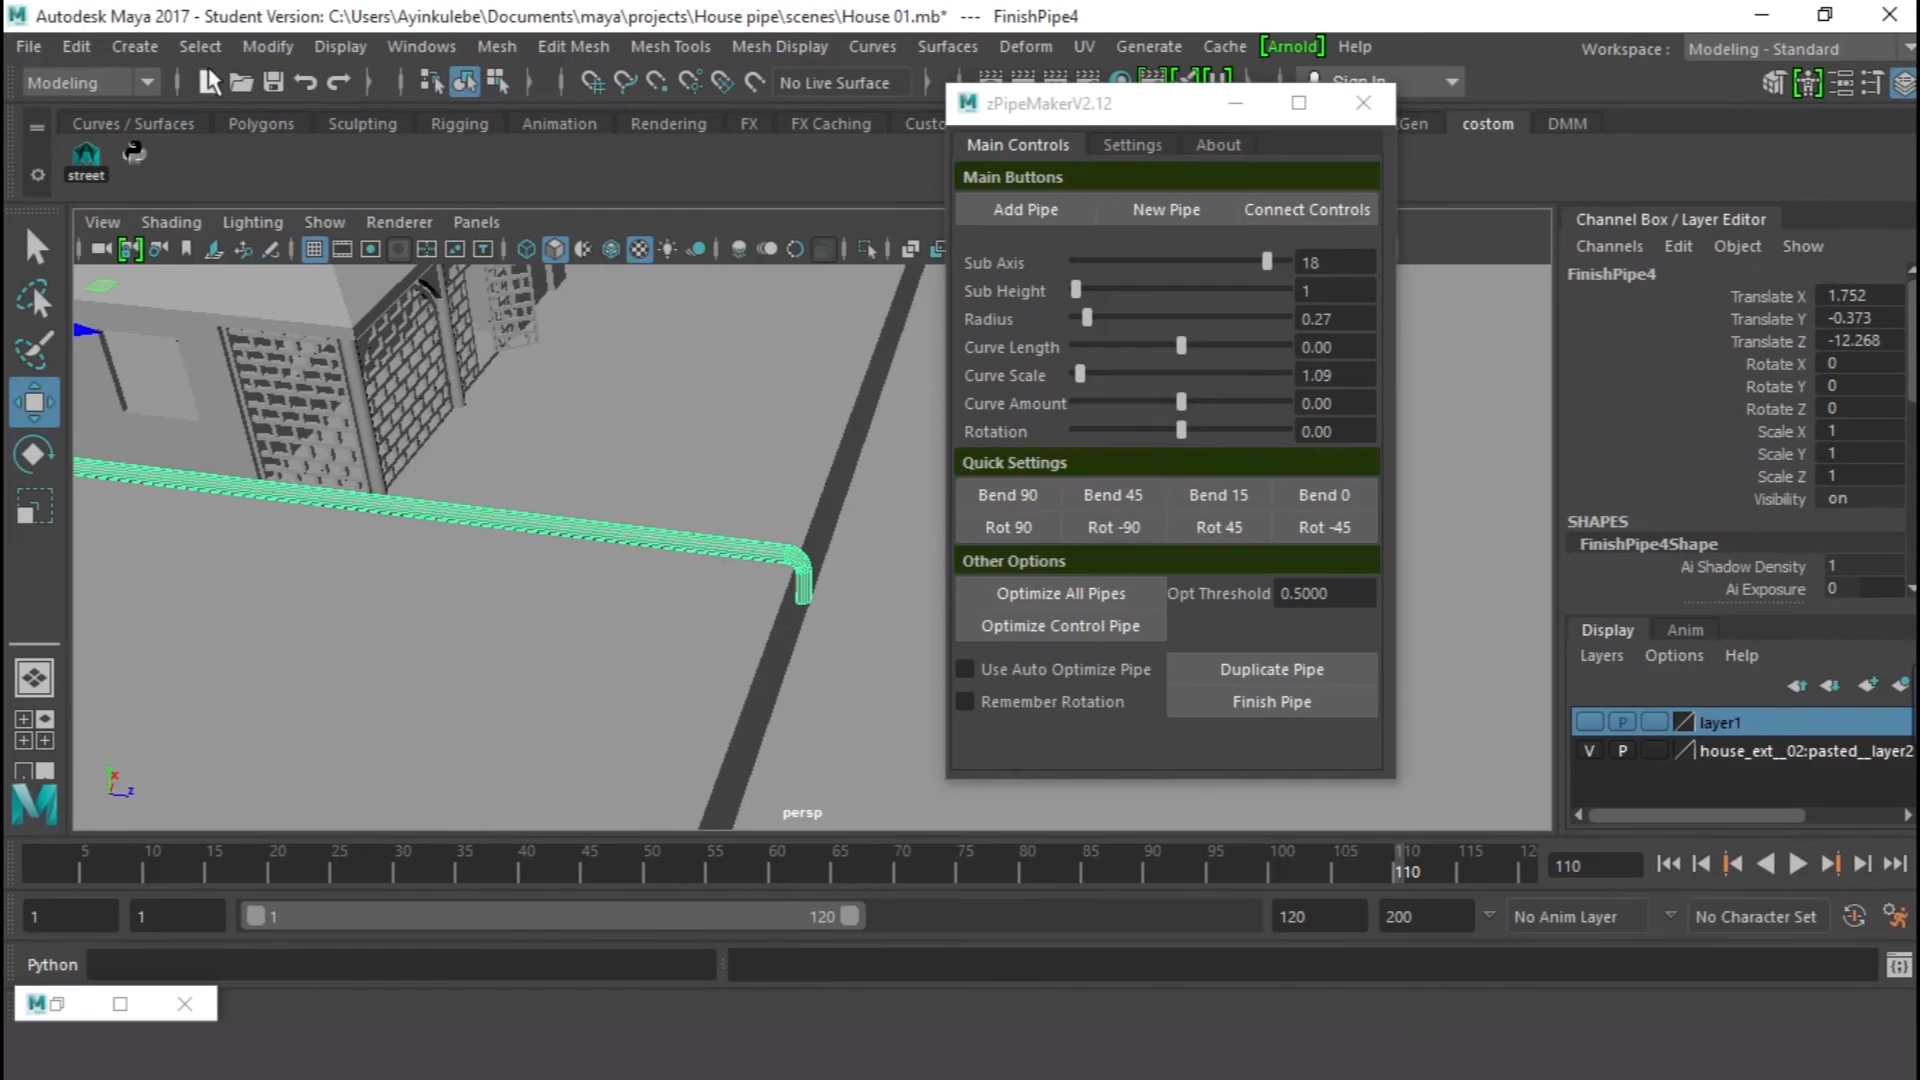 Autodesk Maya 2017 - Student Version: C:\Users\Ayinkulebe\Documents\maya\projects\House pipe\scenes\House 01.mb* --- FinishPipe4
File Edit Create Select Modify Display Windows Mesh Edit Mesh Mesh Tools Mesh Display Curves Surfaces Deform UV Generate Cache [Arnold] Help Workspace : Modeling - Standard
Modeling No Live Surface Sign In
zPipeMakerV2.12
Curves / Surfaces Polygons Sculpting Rigging Animation Rendering FX FX Caching costom DMM
street
Main Controls Settings About
Main Buttons
Add Pipe New Pipe Connect Controls
Sub Axis 18
Sub Height 1
Radius 0.27
Curve Length 0.00
Curve Scale 1.09
Curve Amount 0.00
Rotation 0.00
Quick Settings
Bend 90 Bend 45 Bend 15 Bend 0
Rot 90 Rot -90 Rot 45 Rot -45
Other Options
Optimize All Pipes Opt Threshold 0.5000
Optimize Control Pipe
Use Auto Optimize Pipe Duplicate Pipe
Remember Rotation Finish Pipe
View Shading Lighting Show Renderer Panels
persp
x
z
Channel Box / Layer Editor
Channels Edit Object Show
FinishPipe4
Translate X 1.752
Translate Y -0.373
Translate Z -12.268
Rotate X 0
Rotate Y 0
Rotate Z 0
Scale X 1
Scale Y 1
Scale Z 1
Visibility on
SHAPES
FinishPipe4Shape
Ai Shadow Density 1
Ai Exposure 0
Display Anim
Layers Options Help
P layer1
V P house_ext__02:pasted__layer2
5 10 15 20 25 30 35 40 45 50 55 60 65 70 75 80 85 90 95 100 105 110 115 12
110 110
1 1 1 120 120 200 No Anim Layer No Character Set
Python